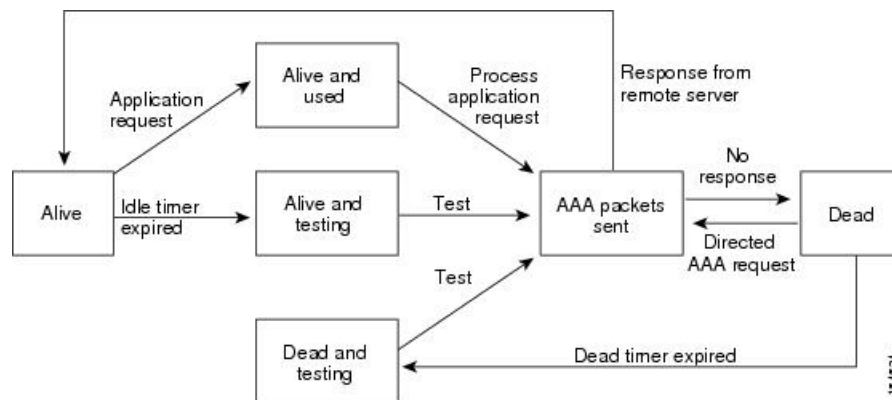 Alive and
used
Process
application
request
Response from
remote server
Application
request
Alive
Idle timer
expired
Alive and
testing
Test
AAA packets
sent
No
response
Directed
AAA request
Dead
Test
Dead and
testing
Dead timer expired